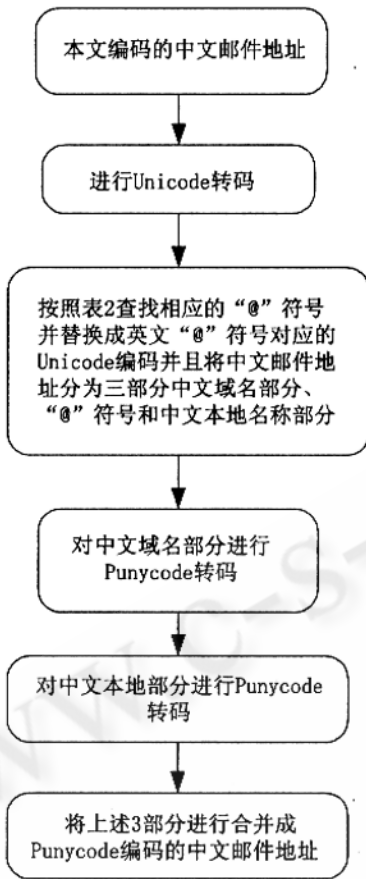 本文编码的中文邮件地址
进行Unicode转码
按照表2查找相应的“@”符号
并替换成英文“@”符号对应的
Unicode编码并且将中文邮件地
址分为三部分中文域名部分、
“@”符号和中文本地名称部分
对中文域名部分进行
Punycode转码
对中文本地部分进行Punycode
转码
将上述3部分进行合并成
Punycode编码的中文邮件地址